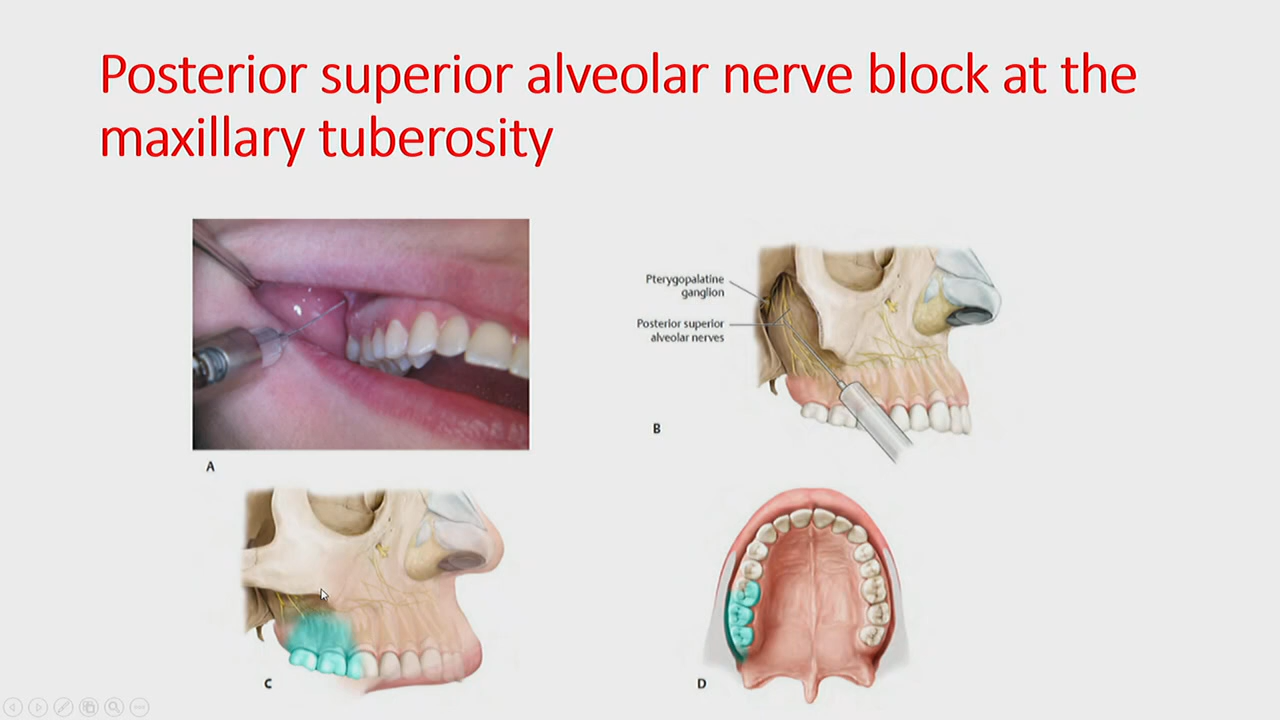 Posterior superior alveolar nerve block at the
maxillary tuberosity
Pterygopalatine
ganglion
Posterior superior
alveolar nerves
A
B
C
D